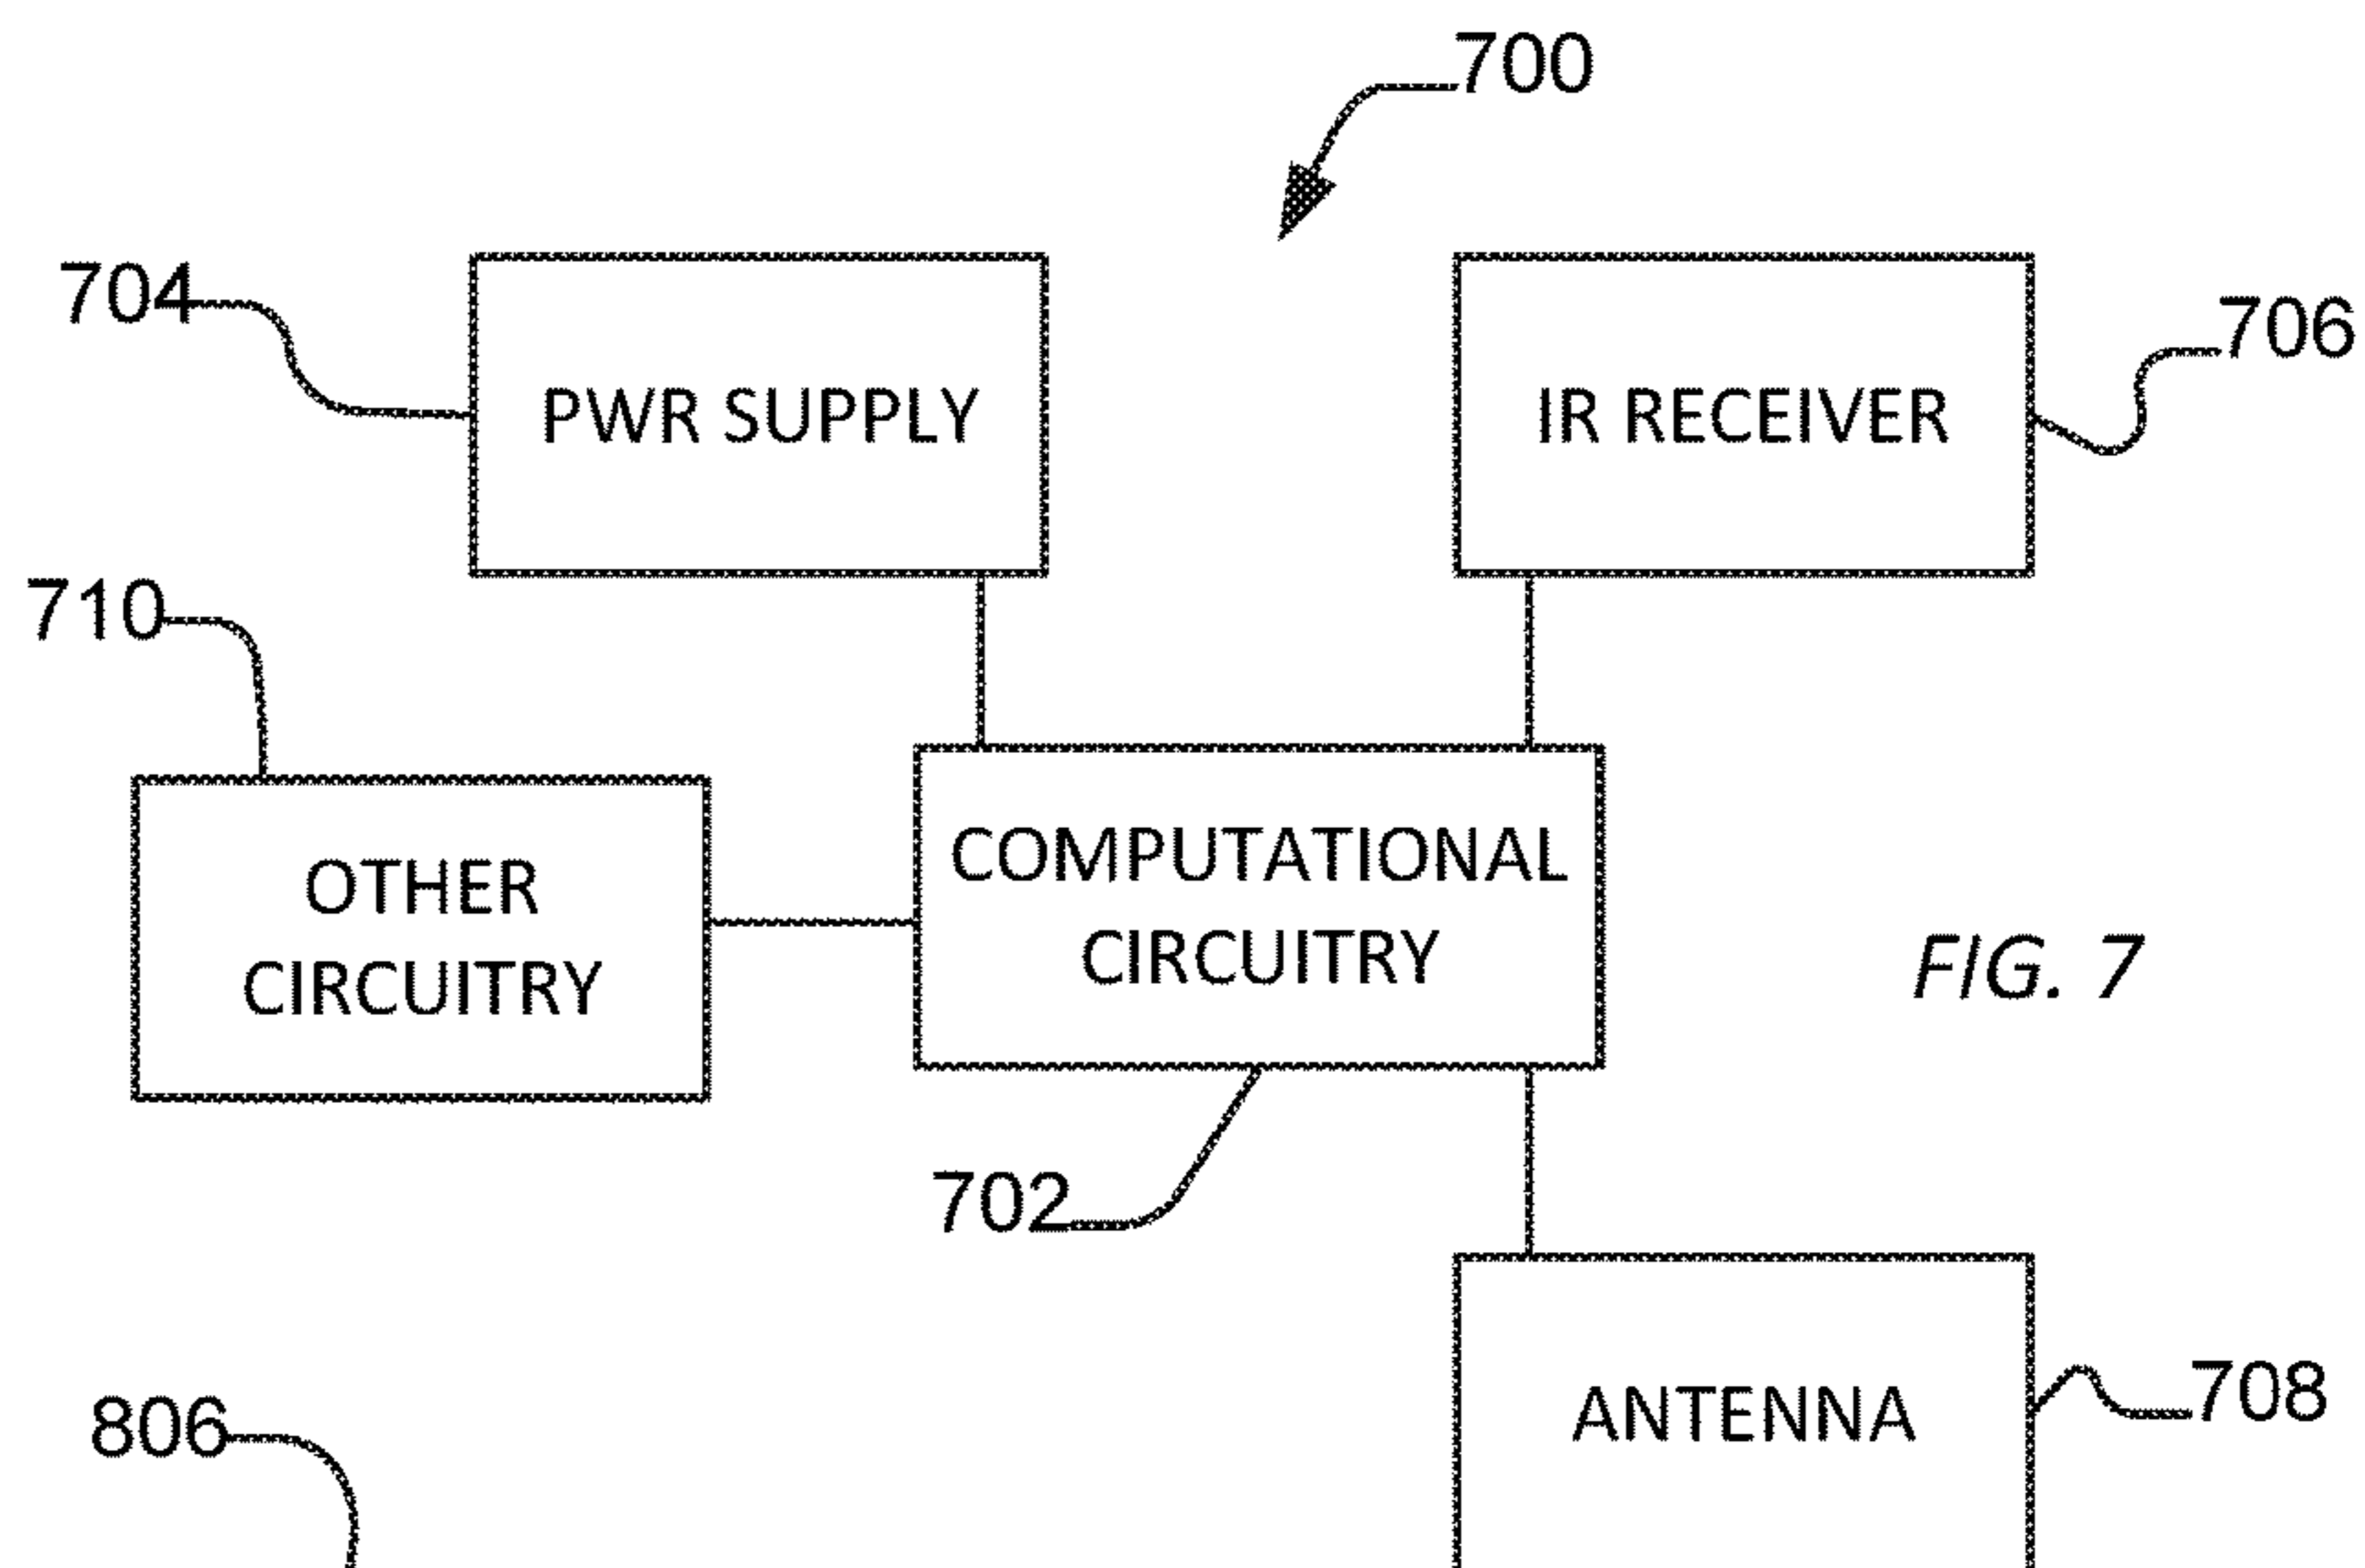 700
704
PWR SUPPLY
IR RECEIVER
706
710
OTHER
CIRCUITRY
COMPUTATIONAL
CIRCUITRY
FIG. 7
702
ANTENNA
708
806